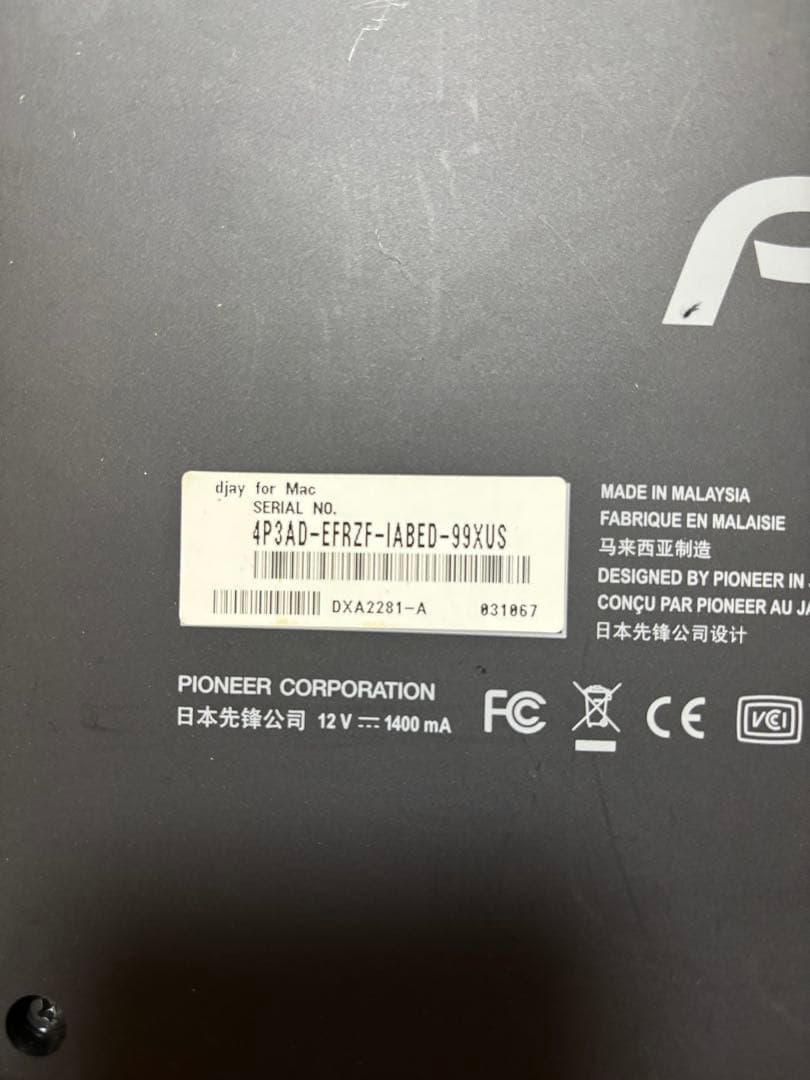 djay for Mac
SERIAL NO.
4P3AD-EFRZF-IABED-99XUS
DXA2281-A 031067
MADE IN MALAYSIA
FABRIQUE EN MALAISIE
马来西亚制造
DESIGNED BY PIONEER IN
CONÇU PAR PIONEER AU
日本先锋公司设计
PIONEER CORPORATION
日本先锋公司 12 V ⎓ 1400 mA
FC CE VCI